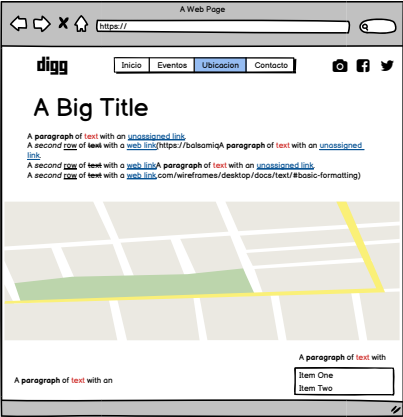 A Web Page
https://
digg
Inicio Eventos Ubicacion Contacto
A Big Title
A paragraph of text with an unassigned link.
A second row of text with a web link(https://balsamiqA paragraph of text with an unassigned
link.
A second row of text with a web linkA paragraph of text with an unassigned link.
A second row of text with a web link.com/wireframes/desktop/docs/text/#basic-formatting)
A paragraph of text with
Item One
Item Two
A paragraph of text with an